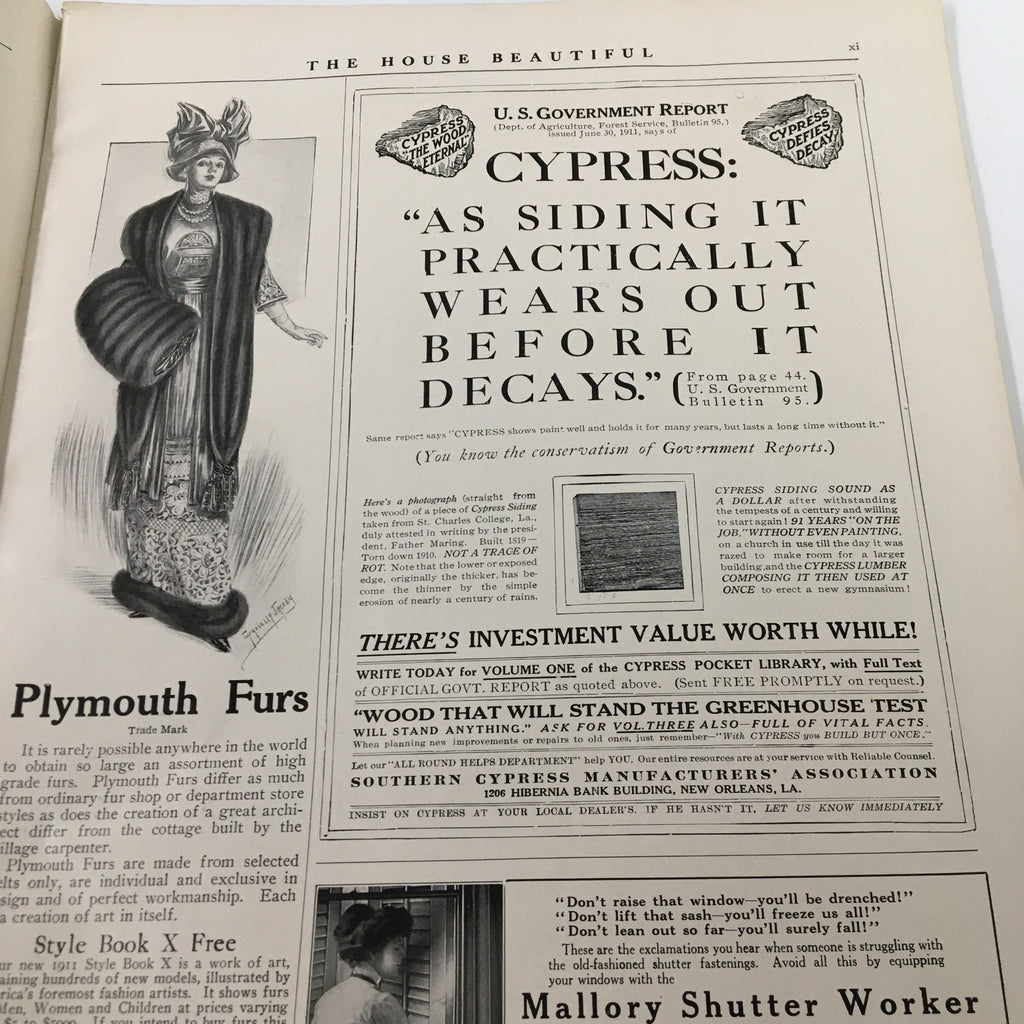 THE HOUSE BEAUTIFUL
xi
Plymouth Furs
Trade Mark
It is rarely possible anywhere in the world
to obtain so large an assortment of high
grade furs. Plymouth Furs differ as much
from ordinary fur shop or department store
styles as does the creation of a great archi-
ect differ from the cottage built by the
illage carpenter.
Plymouth Furs are made from selected
elts only, are individual and exclusive in
sign and of perfect workmanship. Each
a creation of art in itself.
Style Book X Free
ur new 1911 Style Book X is a work of art,
aining hundreds of new models, illustrated by
rica's foremost fashion artists. It shows furs
Men, Women and Children at prices varying
If you intend to buy furs this
CYPRESS
"THE WOOD
ETERNAL"
U. S. GOVERNMENT REPORT
(Dept. of Agriculture, Forest Service, Bulletin 95,)
issued June 30, 1911, says of
CYPRESS
DEFIES
DECAY
CYPRESS:
"AS SIDING IT
PRACTICALLY
WEARS OUT
BEFORE IT
DECAYS." (From page 44.
U. S. Government
Bulletin 95.)
Same report says "CYPRESS shows paint well and holds it for many years, but lasts a long time without it."
(You know the conservatism of Government Reports.)
Here's a photograph (straight from
the wood) of a piece of Cypress Siding
taken from St. Charles College, La.,
duly attested in writing by the presi-
dent, Father Maring. Built 1819—
Torn down 1910. NOT A TRACE OF
ROT. Note that the lower or exposed
edge, originally the thicker, has be-
come the thinner by the simple
erosion of nearly a century of rains.
CYPRESS SIDING SOUND AS
A DOLLAR after withstanding
the tempests of a century and willing
to start again! 91 YEARS "ON THE
JOB," WITHOUT EVEN PAINTING,
on a church in use till the day it was
razed to make room for a larger
building, and the CYPRESS LUMBER
COMPOSING IT THEN USED AT
ONCE to erect a new gymnasium!
THERE'S INVESTMENT VALUE WORTH WHILE!
WRITE TODAY for VOLUME ONE of the CYPRESS POCKET LIBRARY, with Full Text
of OFFICIAL GOVT. REPORT as quoted above. (Sent FREE PROMPTLY on request.)
"WOOD THAT WILL STAND THE GREENHOUSE TEST
WILL STAND ANYTHING." ASK FOR VOL. THREE ALSO—FULL OF VITAL FACTS.
When planning new improvements or repairs to old ones, just remember—"With CYPRESS you BUILD BUT ONCE."
Let our "ALL ROUND HELPS DEPARTMENT" help YOU. Our entire resources are at your service with Reliable Counsel.
SOUTHERN CYPRESS MANUFACTURERS' ASSOCIATION
1206 HIBERNIA BANK BUILDING, NEW ORLEANS, LA.
INSIST ON CYPRESS AT YOUR LOCAL DEALER'S. IF HE HASN'T IT, LET US KNOW IMMEDIATELY
"Don't raise that window—you'll be drenched!"
"Don't lift that sash—you'll freeze us all!"
"Don't lean out so far—you'll surely fall!"
These are the exclamations you hear when someone is struggling with
the old-fashioned shutter fastenings. Avoid all this by equipping
your windows with the
Mallory Shutter Worker